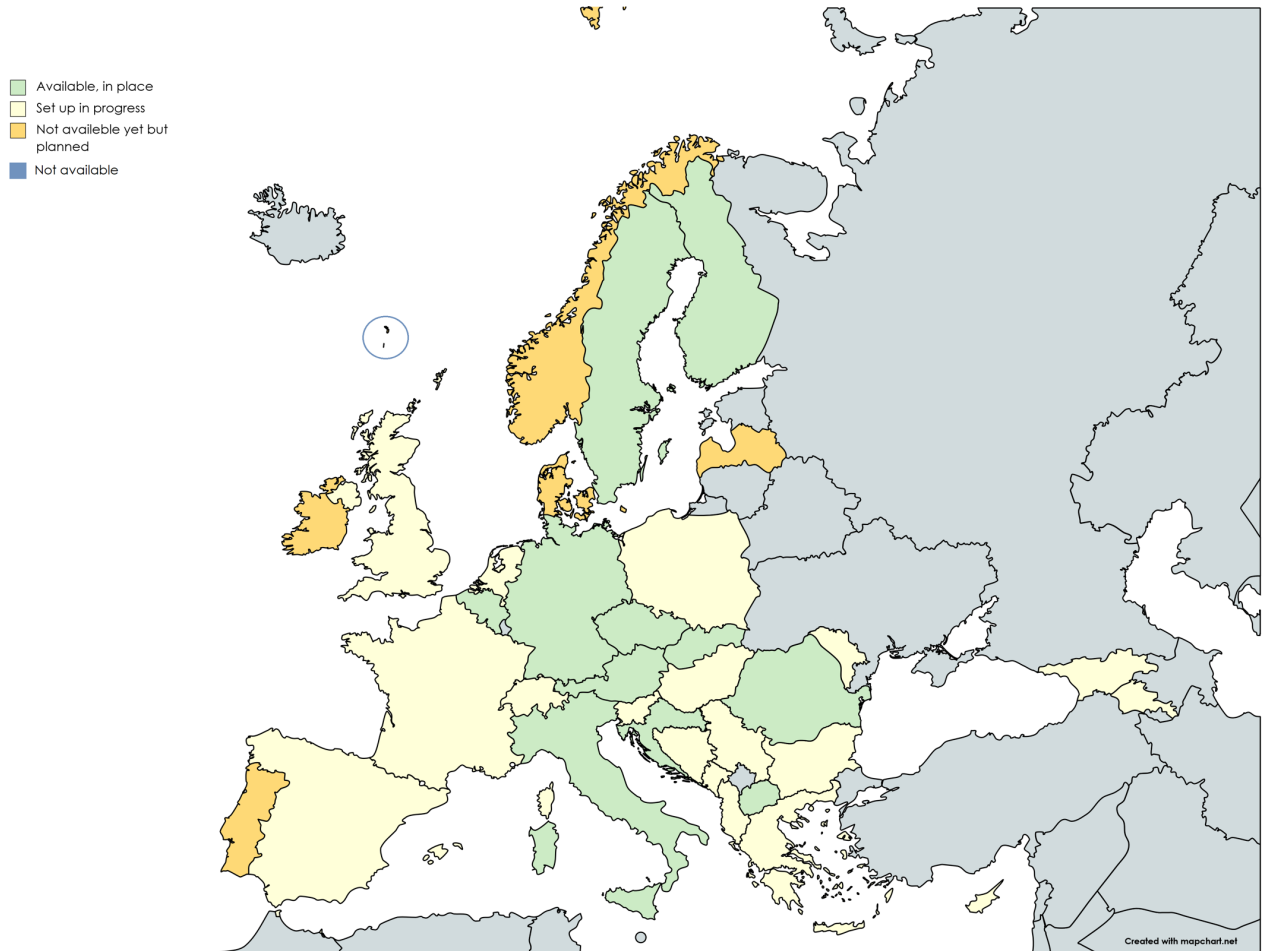 Available, in place
Set up in progress
Not availeble yet but
planned
Not available
Created with mapchart.net